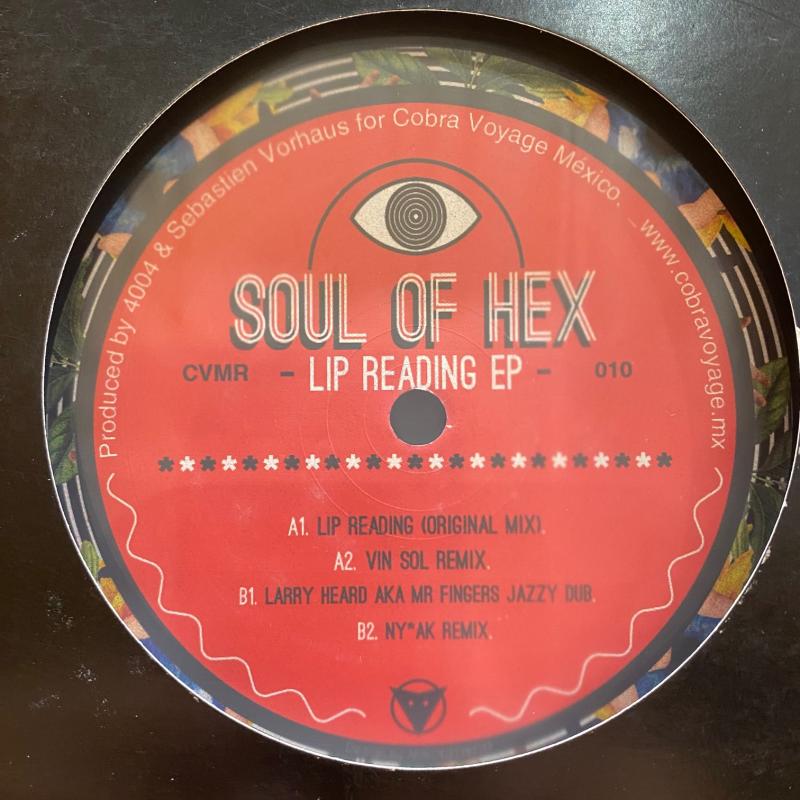 Produced by 4004 & Sebastien Vorhaus for Cobra Voyage México. _www.cobravoyage.mx
SOUL OF HEX
CVMR - LIP READING EP - 010
*************************
A1. LIP READING (ORIGINAL MIX).
A2. VIN SOL REMIX.
B1. LARRY HEARD AKA MR FINGERS JAZZY DUB.
B2. NY*AK REMIX.